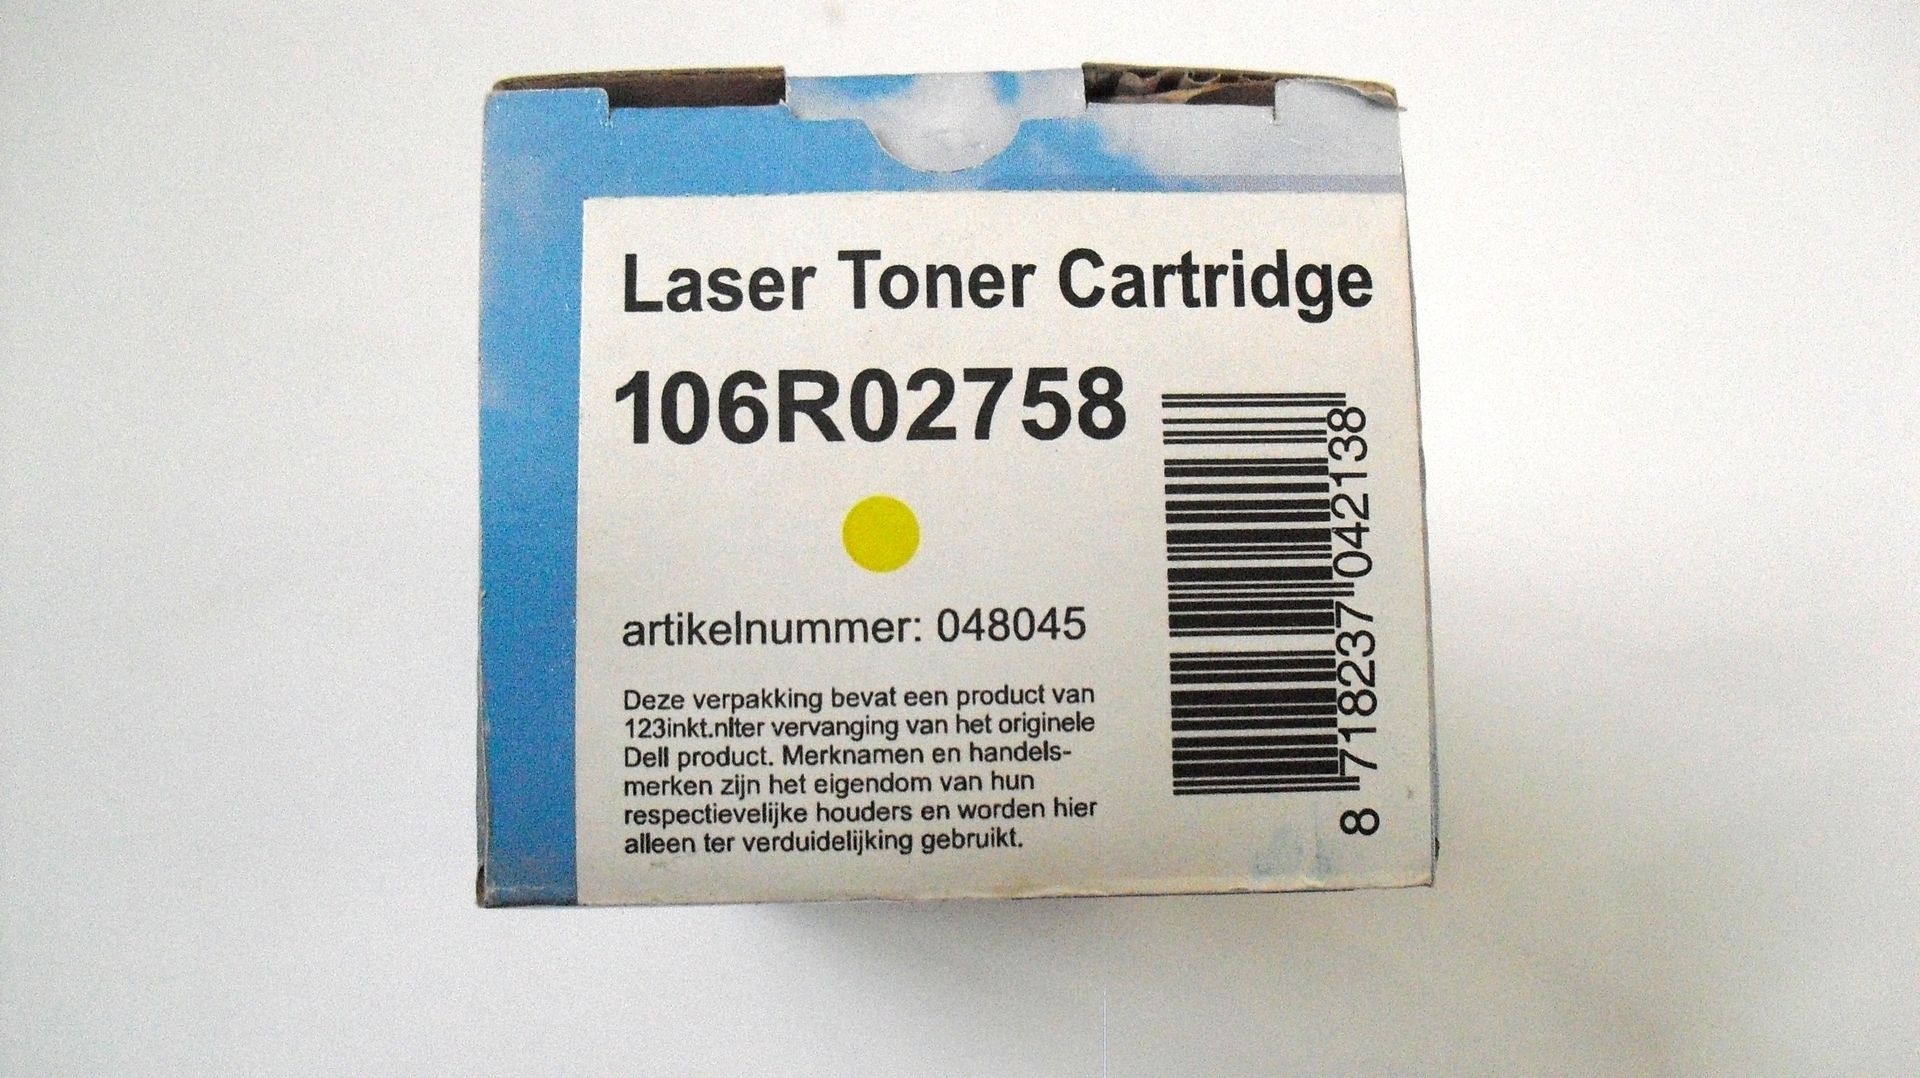 Laser Toner Cartridge
106R02758
artikelnummer: 048045
Deze verpakking bevat een product van
123inkt.nlter vervanging van het originele
Dell product. Merknamen en handels-
merken zijn het eigendom van hun
respectievelijke houders en worden hier
alleen ter verduidelijking gebruikt.
8 718237 042138